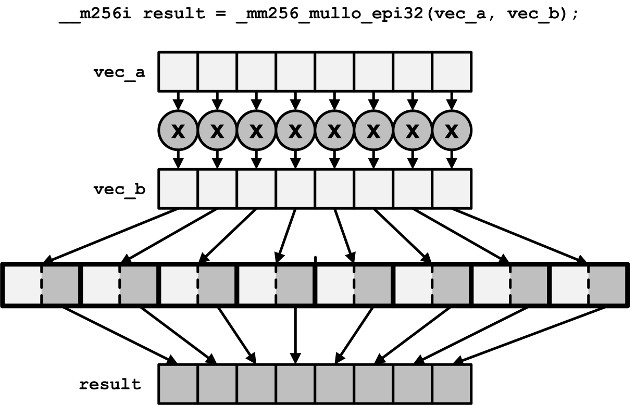 __m256i result = _mm256_mullo_epi32(vec_a, vec_b);
vec_a
X X X X X X X X
vec_b
result